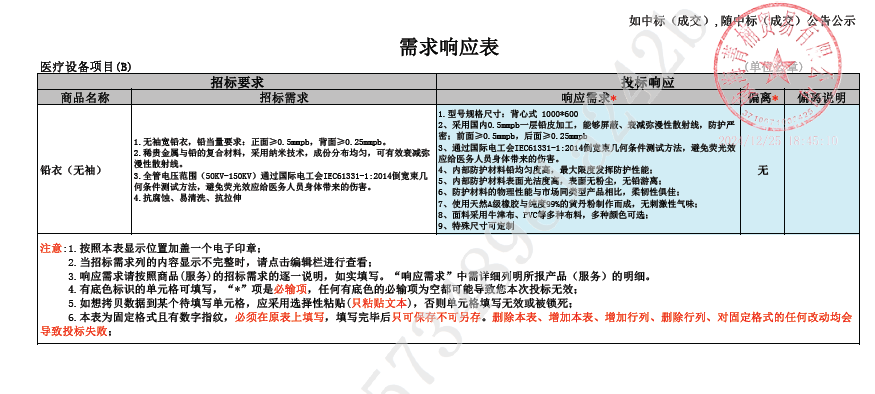 如中标（成交），随中标（成交）公告公示
需求响应表
医疗设备项目(B)
（单位公章）
招标要求 投标响应
商品名称 招标需求 响应需求* 偏离* 偏离说明
铅衣（无袖）
1.无袖宽铅衣，铅当量要求：正面≥0.5mmpb，背面≥0.25mmpb。
2.稀贵金属与铅的复合材料，采用纳米技术，成份分布均匀，可有效衰减弥
漫性散射线。
3.全管电压范围（50KV-150KV）通过国际电工会IEC61331-1:2014倒宽束几
何条件测试方法，避免荧光效应给医务人员身体带来的伤害。
4.抗腐蚀、易清洗、抗拉伸
1.型号规格尺寸：背心式 1000*600
2、采用国内0.5mmpb一层铅皮加工，能够屏蔽、衰减弥漫性散射线，防护严
密；前面≥0.5mmpb，后面≥0.25mmpb
3、通过国际电工会IEC61331-1:2014倒宽束几何条件测试方法，避免荧光效
应给医务人员身体带来的伤害。
4、内部防护材料铅均匀度高，最大限度发挥防护性能；
5、内部防护材料表面光洁度高，表面无粉尘，无铅游离；
6、防护材料的物理性能与市场同类型产品相比，柔韧性俱佳；
7、使用天然A级橡胶与纯度99%的黄丹粉制作而成，无刺激性气味；
8、面料采用牛津布、PVC等多种布料，多种颜色可选；
9、特殊尺寸可定制
无
注意：1.按照本表显示位置加盖一个电子印章；
2.当招标需求列的内容显示不完整时，请点击编辑栏进行查看；
3.响应需求请按照商品(服务)的招标需求的逐一说明，如实填写。“响应需求”中需详细列明所报产品（服务）的明细。
4.有底色标识的单元格可填写，“*”项是必输项，任何有底色的必输项为空都可能导致您本次投标无效；
5.如想拷贝数据到某个待填写单元格，应采用选择性粘贴(只粘贴文本)，否则单元格填写无效或被锁死；
6.本表为固定格式且有数字指纹，必须在原表上填写，填写完毕后只可保存不可另存。删除本表、增加本表、增加行列、删除行列、对固定格式的任何改动均会
导致投标失败；